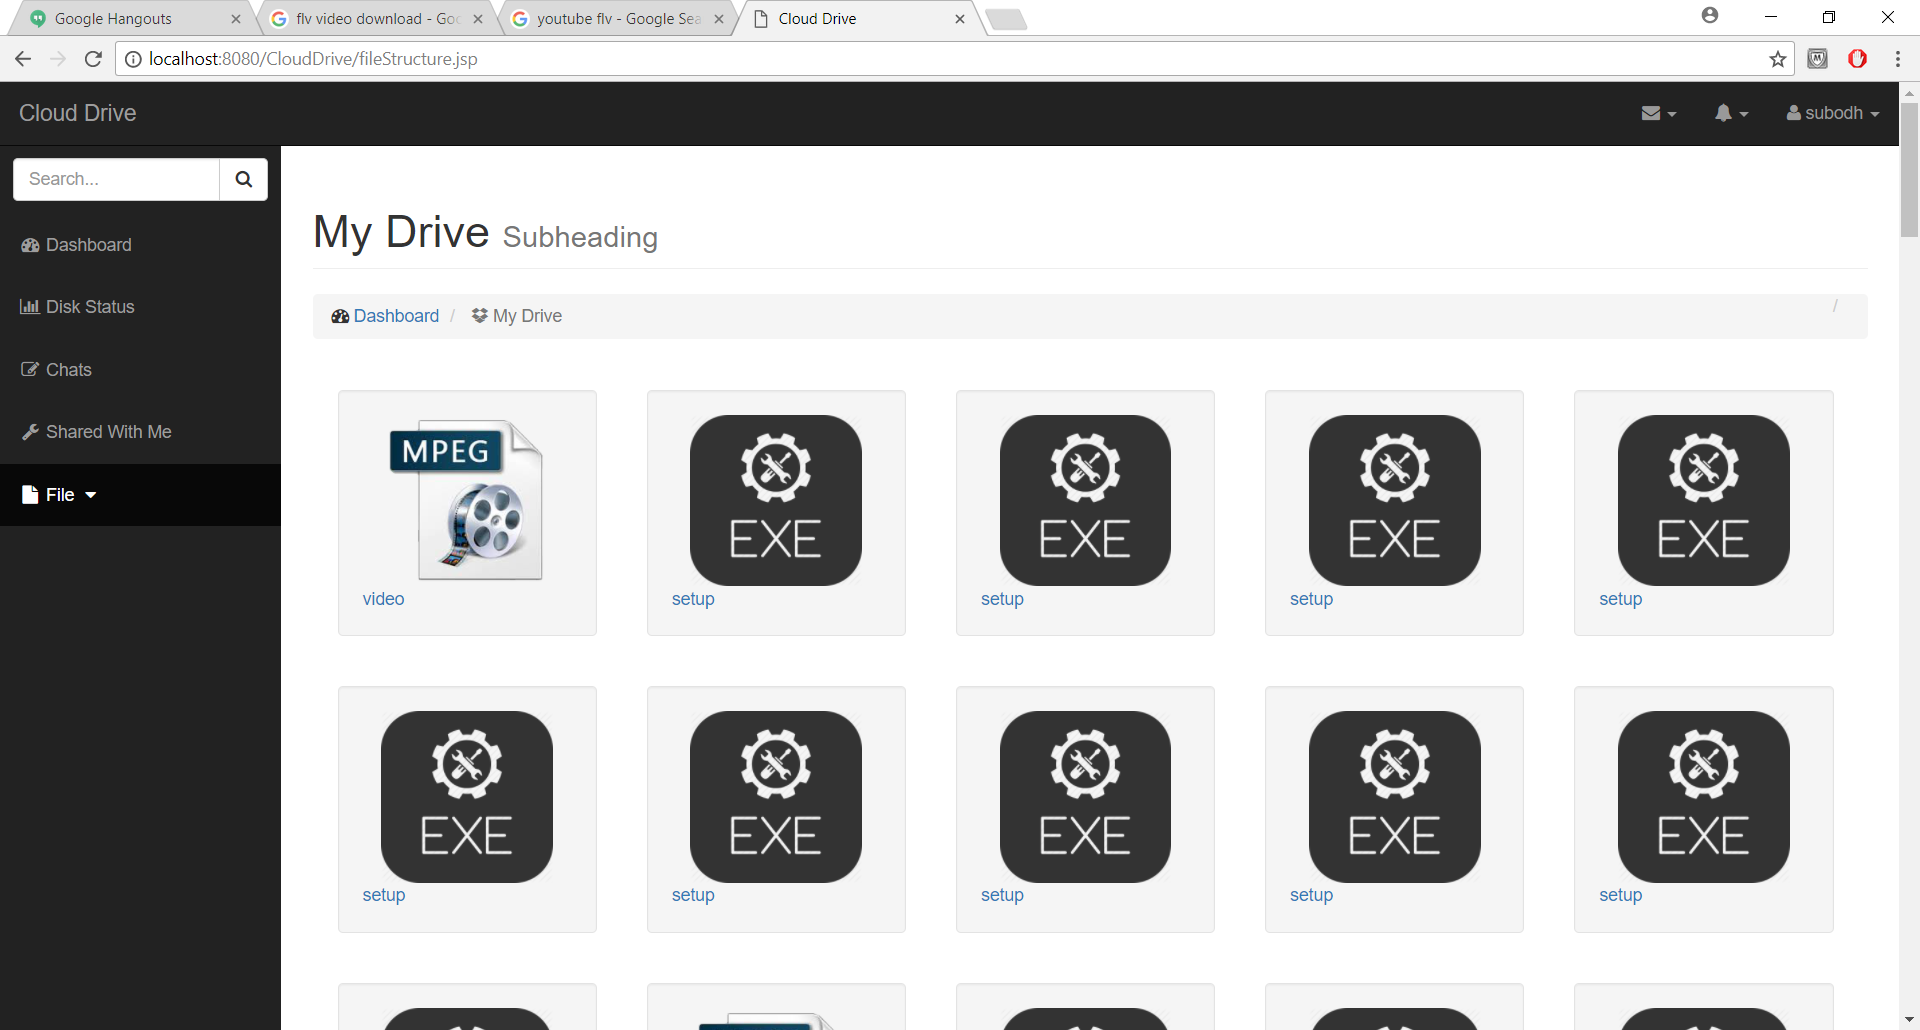 Google Hangouts
flv video download - Goo
youtube flv - Google Sea
Cloud Drive
localhost:8080/CloudDrive/fileStructure.jsp
Cloud Drive
subodh
Search...
Dashboard
Disk Status
Chats
Shared With Me
File
My Drive Subheading
Dashboard / My Drive /
MPEG
EXE
EXE
EXE
EXE
video
setup
setup
setup
setup
EXE
EXE
EXE
EXE
EXE
setup
setup
setup
setup
setup